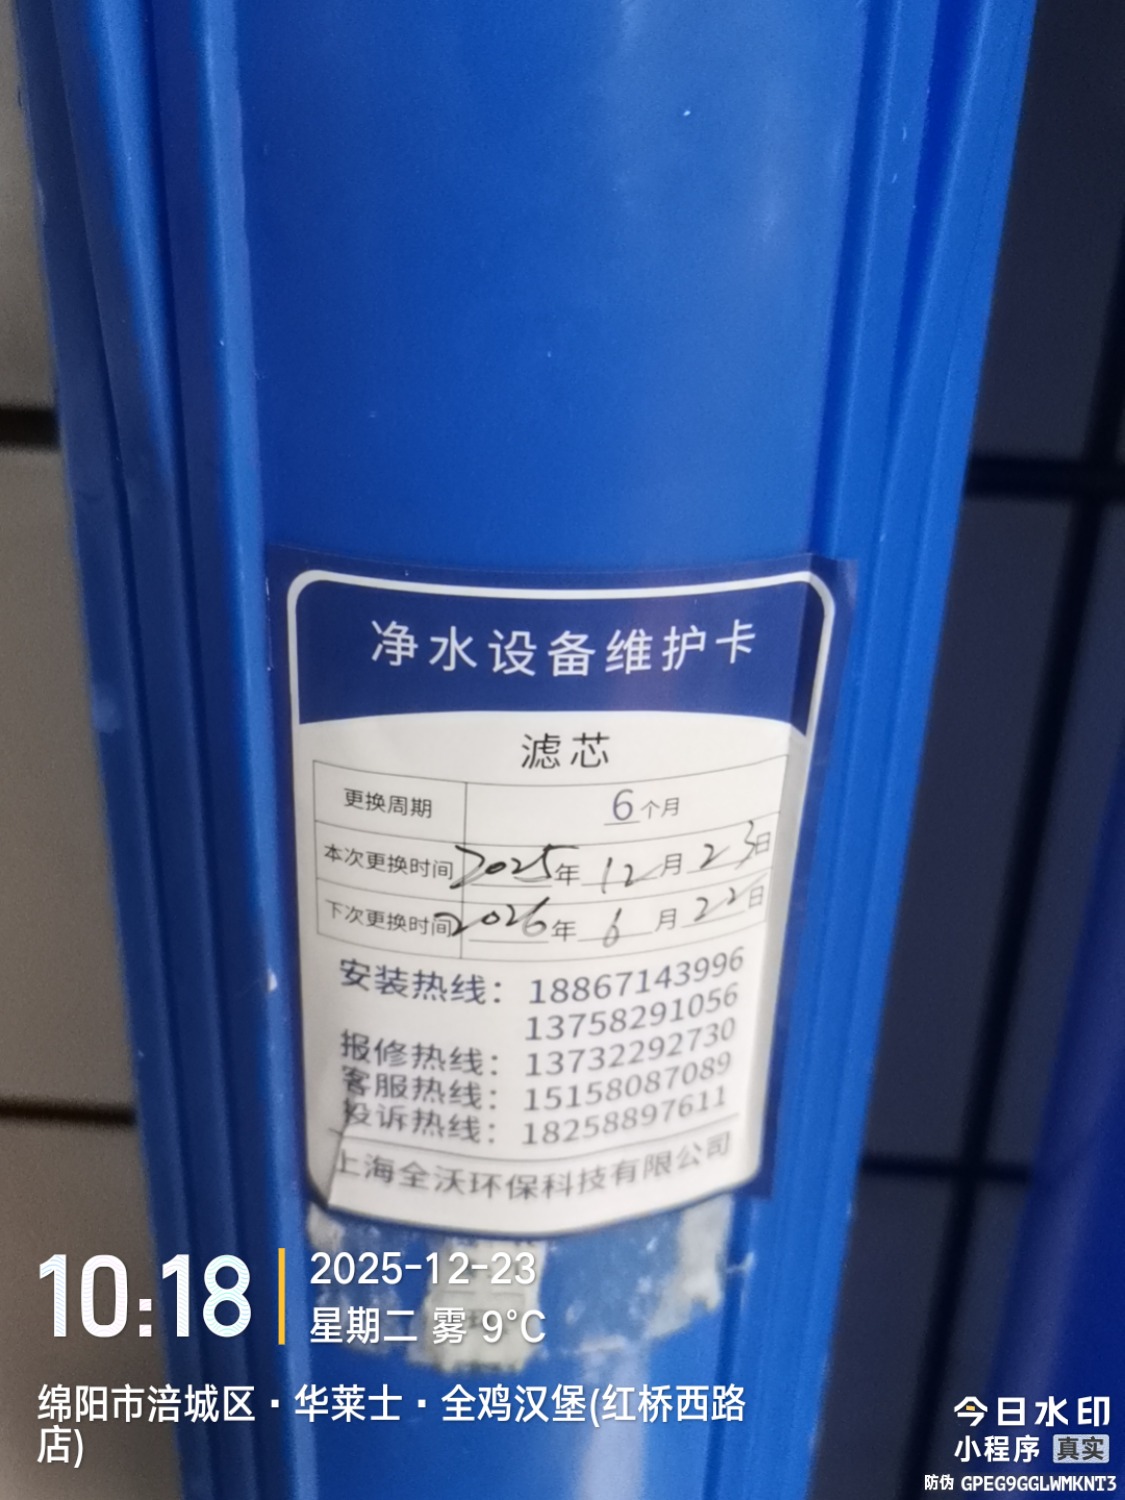 净水设备维护卡
滤芯
更换周期 6个月
本次更换时间 2025年12月23日
下次更换时间 2026年6月22日
安装热线：18867143996
13758291056
报修热线：13732292730
客服热线：15158087089
投诉热线：18258897611
上海全沃环保科技有限公司
10:18
2025-12-23
星期二 雾 9°C
绵阳市涪城区·华莱士·全鸡汉堡(红桥西路
店)
今日水印
小程序 真实
防伪 GPEG9GGLWMKNT3